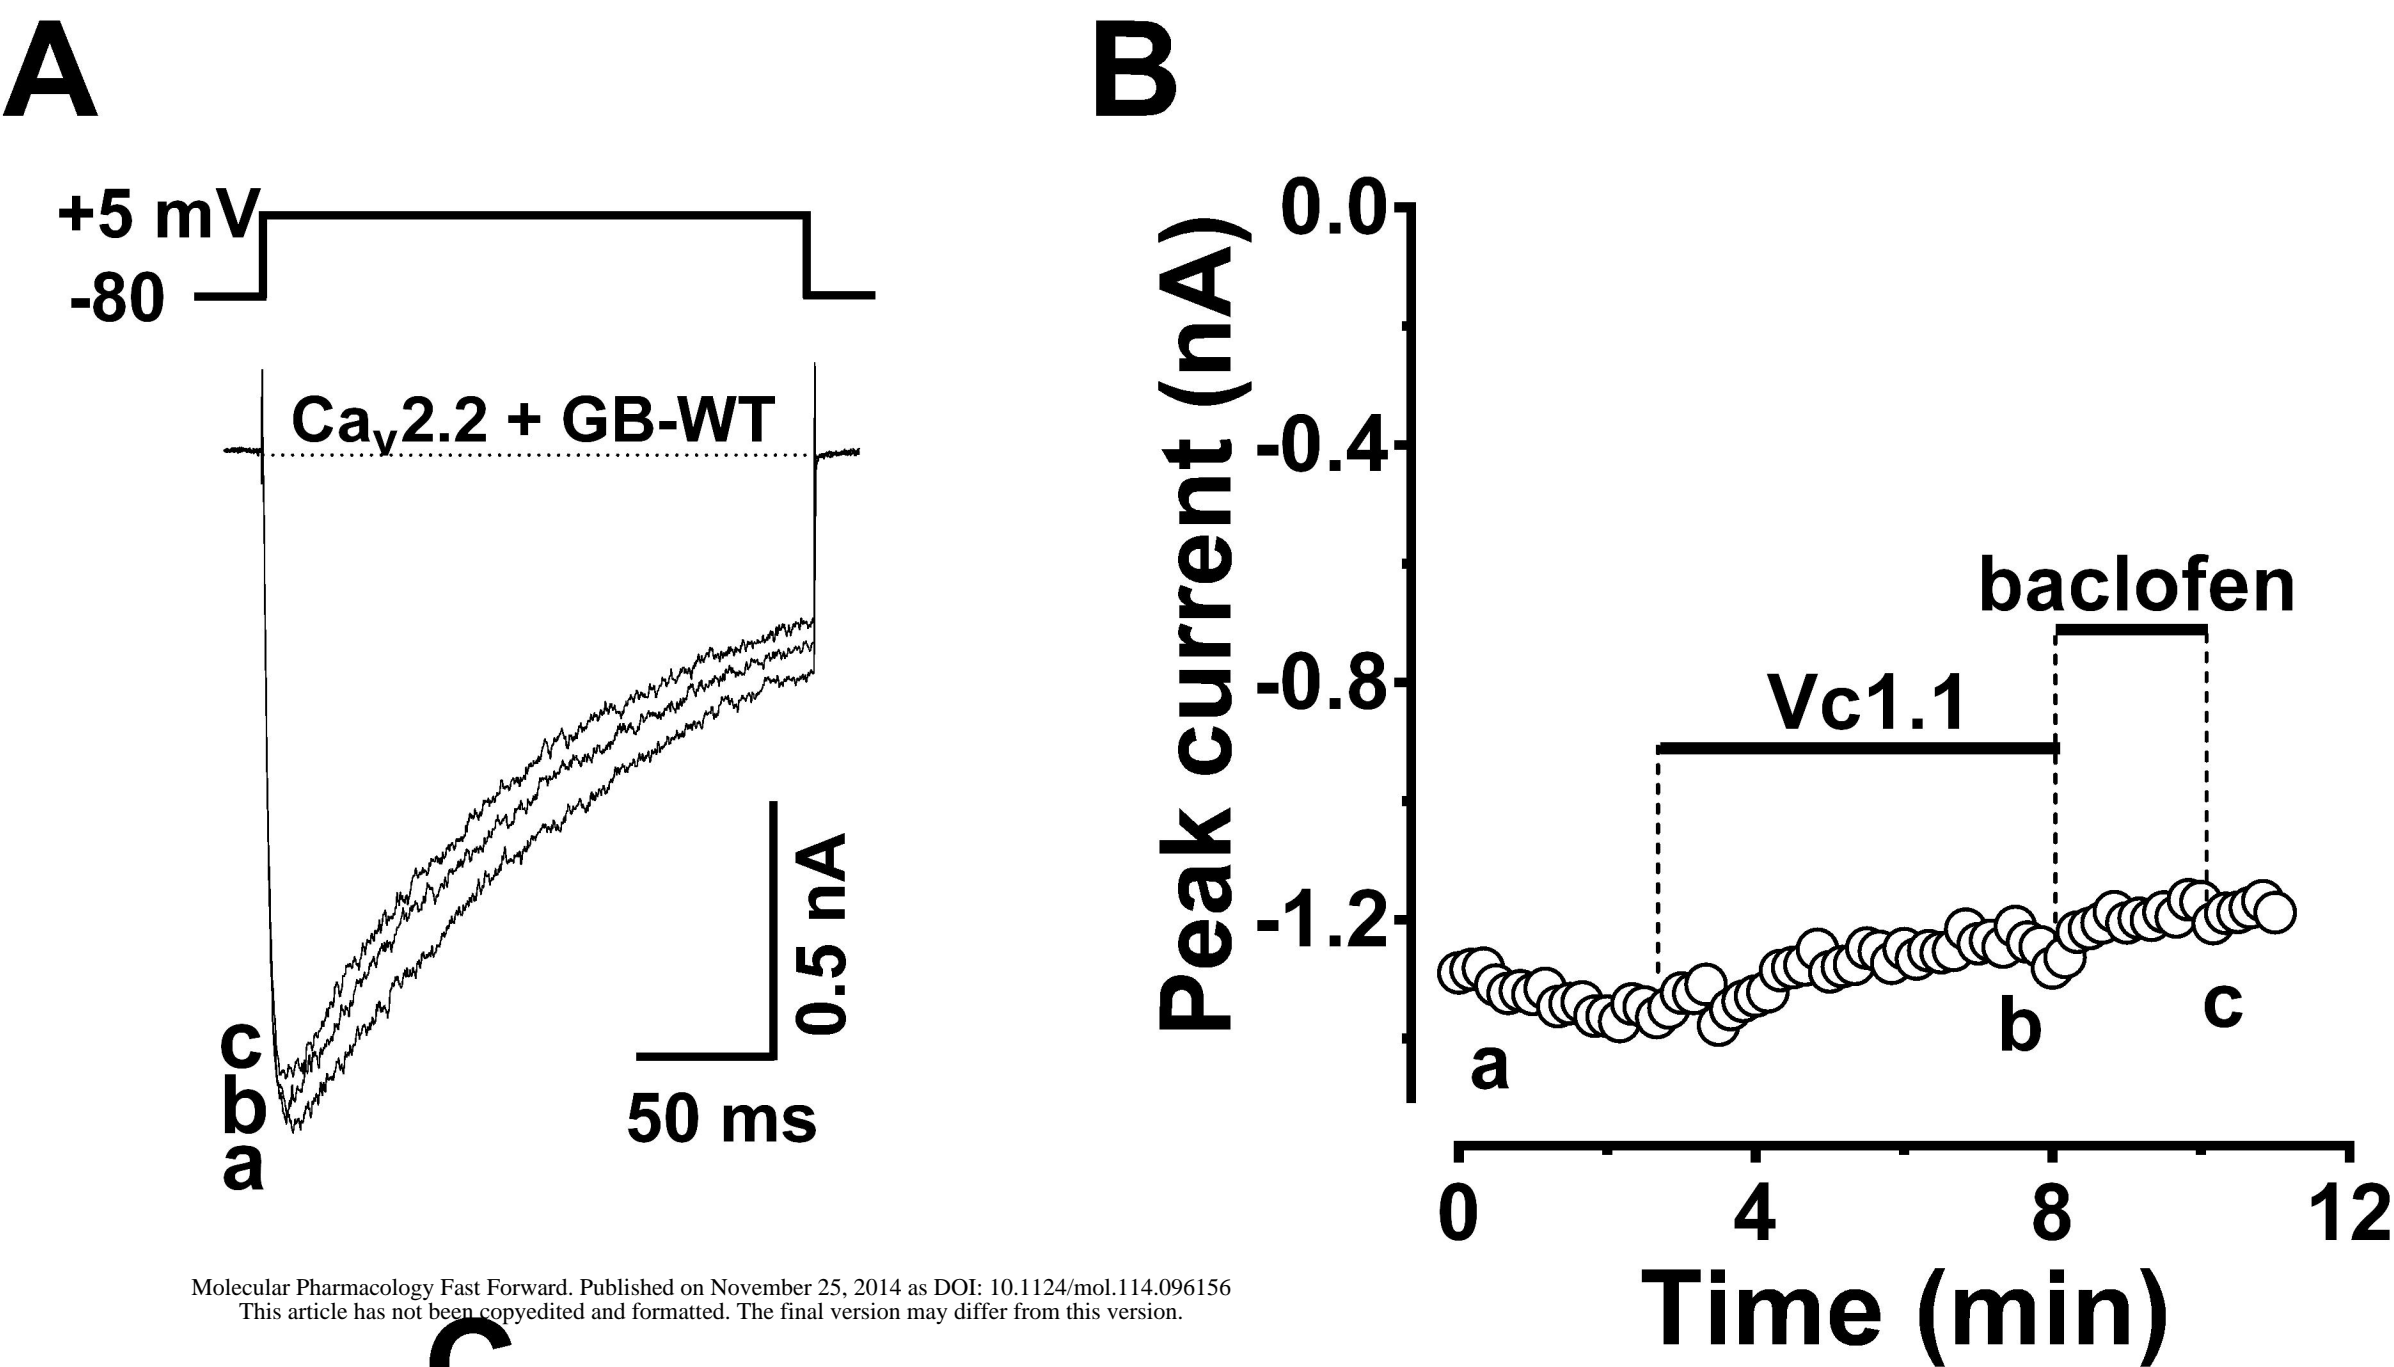 A
B
+5 mV
-80
Cav2.2 + GB-WT
c
b
a
0.5 nA
50 ms
Peak current (nA)
0.0
-0.4
-0.8
-1.2
baclofen
Vc1.1
a
b
c
0 4 8 12
Time (min)
Molecular Pharmacology Fast Forward. Published on November 25, 2014 as DOI: 10.1124/mol.114.096156
This article has not been copyedited and formatted. The final version may differ from this version.
C